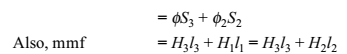 = ϕS₃ + ϕ₂S₂
Also, mmf = H₃l₃ + H₁l₁ = H₃l₃ + H₂l₂